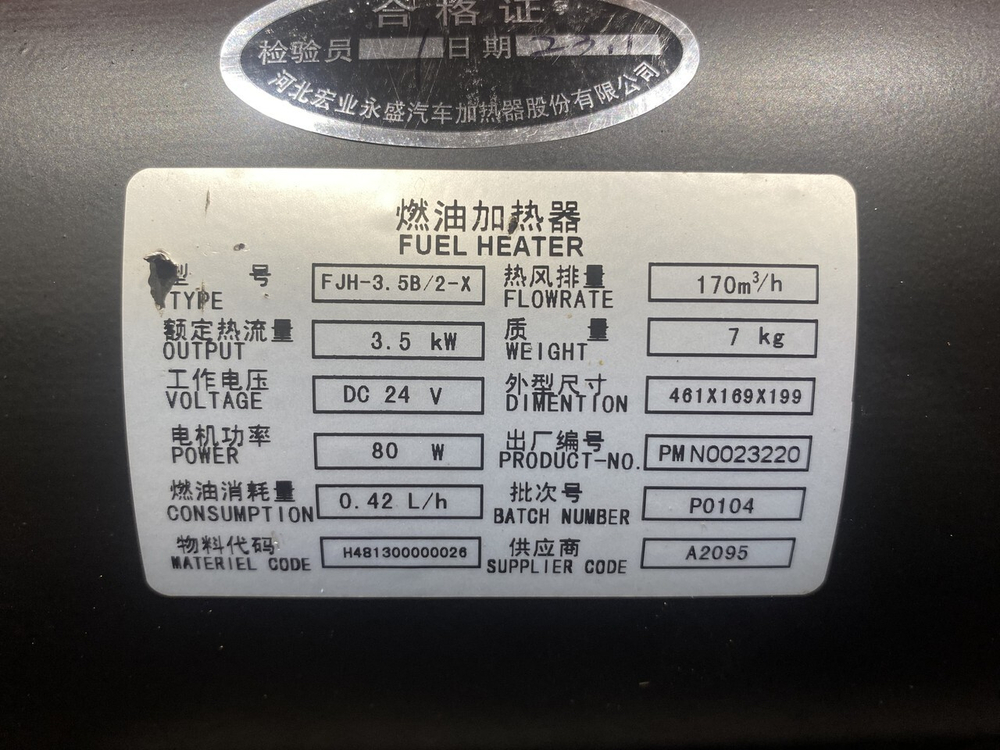 合格证
检验员 1 日期 23.1
河北宏业永盛汽车加热器股份有限公司
燃油加热器
FUEL HEATER
型 号 FJH-3.5B/2-X 热风排量 170m³/h
TYPE FLOWRATE
额定热流量 3.5 kW 质 量 7 kg
OUTPUT WEIGHT
工作电压 DC 24 V 外型尺寸 461X169X199
VOLTAGE DIMENTION
电机功率 80 W 出厂编号 PMN0023220
POWER PRODUCT-NO.
燃油消耗量 0.42 L/h 批次号 P0104
CONSUMPTION BATCH NUMBER
物料代码 H481300000026 供应商 A2095
MATERIEL CODE SUPPLIER CODE